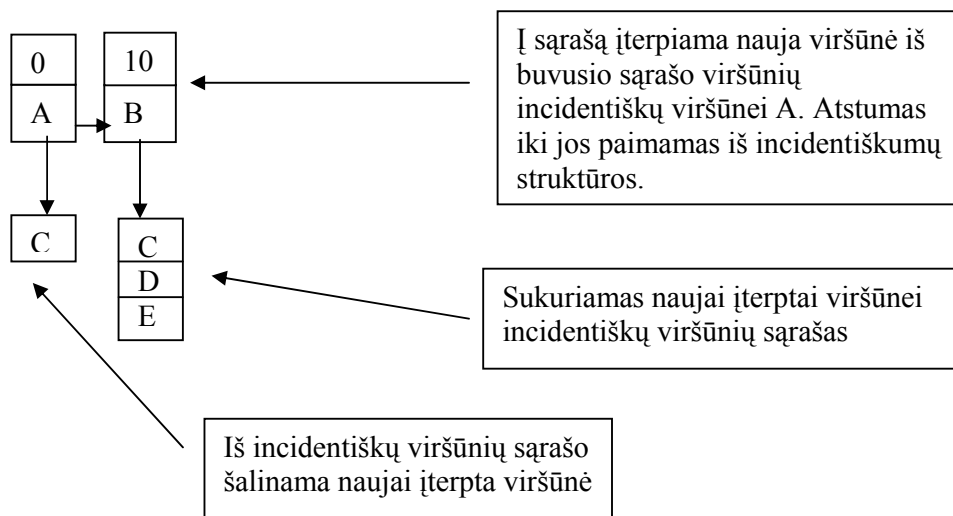 0 10
A B
C C
D
E
Į sąrašą įterpiama nauja viršūnė iš
buvusio sąrašo viršūnių
incidentiškų viršūnei A. Atstumas
iki jos paimamas iš incidentiškumų
struktūros.
Sukuriamas naujai įterptai viršūnei
incidentiškų viršūnių sąrašas
Iš incidentiškų viršūnių sąrašo
šalinama naujai įterpta viršūnė